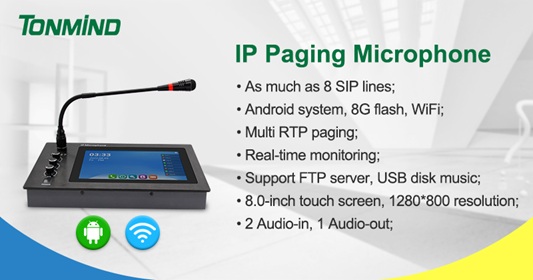 TONMIND
IP Paging Microphone
• As much as 8 SIP lines;
• Android system, 8G flash, WiFi;
• Multi RTP paging;
• Real-time monitoring;
• Support FTP server, USB disk music;
• 8.0-inch touch screen, 1280*800 resolution;
• 2 Audio-in, 1 Audio-out;
03:33